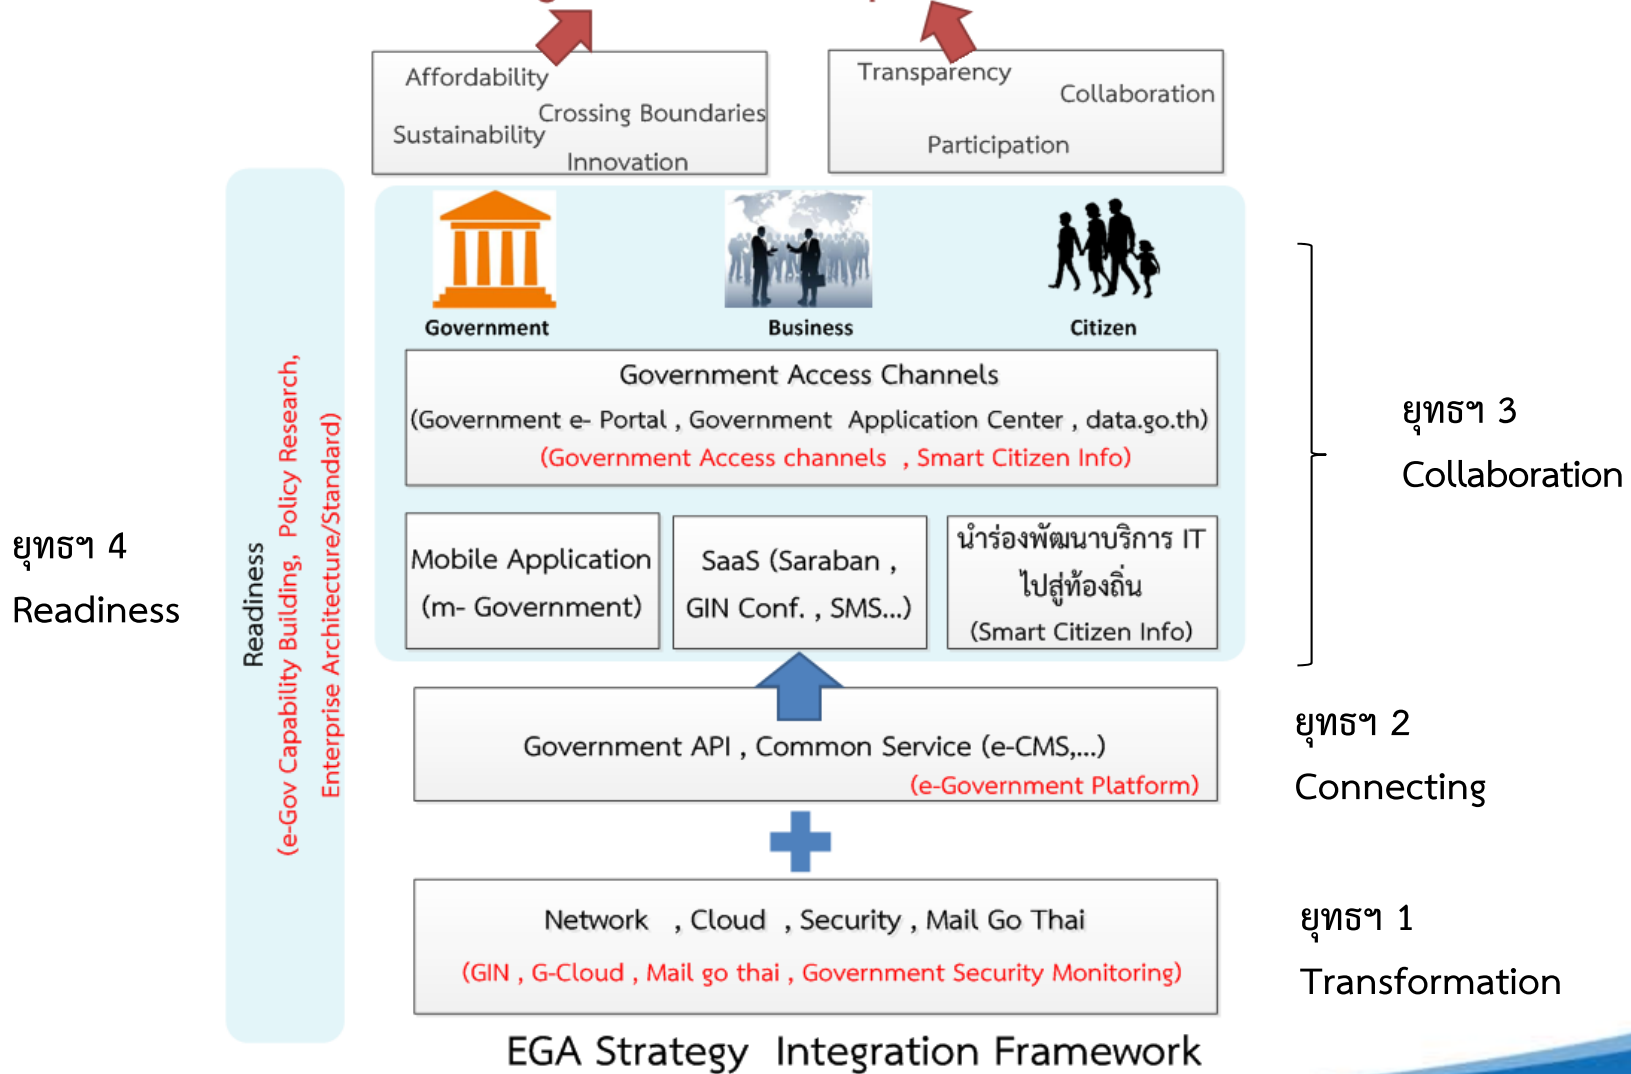 Affordability
Crossing Boundaries
Sustainability
Innovation
Transparency
Collaboration
Participation
Government
Business
Citizen
Government Access Channels
(Government e- Portal , Government Application Center , data.go.th)
(Government Access channels , Smart Citizen Info)
Mobile Application
(m- Government)
SaaS (Saraban ,
GIN Conf. , SMS...)
นำร่องพัฒนาบริการ IT
ไปสู่ท้องถิ่น
(Smart Citizen Info)
Government API , Common Service (e-CMS,...)
(e-Government Platform)
Network , Cloud , Security , Mail Go Thai
(GIN , G-Cloud , Mail go thai , Government Security Monitoring)
EGA Strategy Integration Framework
Readiness
(e-Gov Capability Building, Policy Research,
Enterprise Architecture/Standard)
ยุทธฯ 4
Readiness
ยุทธฯ 3
Collaboration
ยุทธฯ 2
Connecting
ยุทธฯ 1
Transformation